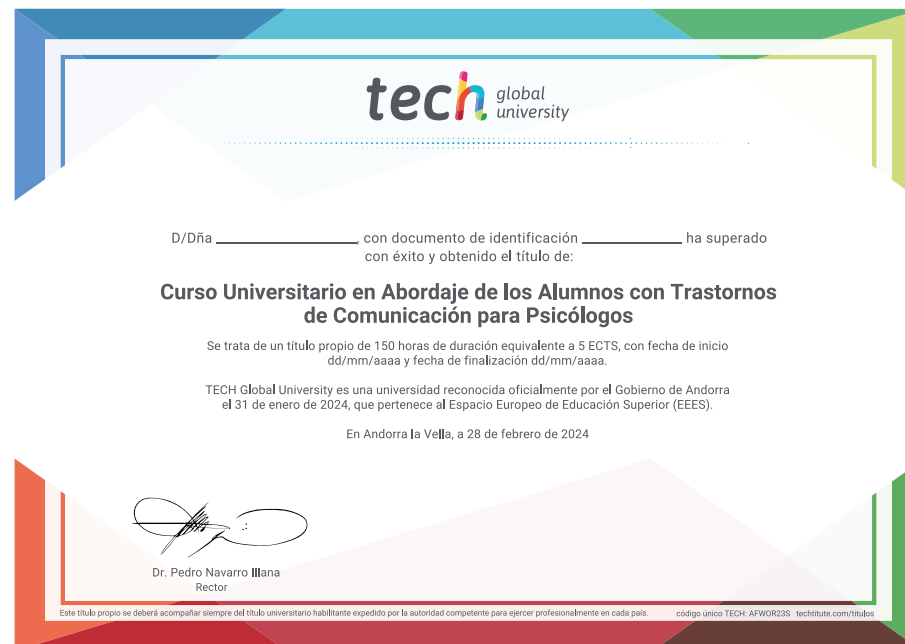 tech global
university
D/Dña ____________________, con documento de identificación ______________ ha superado
con éxito y obtenido el título de:
Curso Universitario en Abordaje de los Alumnos con Trastornos
de Comunicación para Psicólogos
Se trata de un título propio de 150 horas de duración equivalente a 5 ECTS, con fecha de inicio
dd/mm/aaaa y fecha de finalización dd/mm/aaaa.
TECH Global University es una universidad reconocida oficialmente por el Gobierno de Andorra
el 31 de enero de 2024, que pertenece al Espacio Europeo de Educación Superior (EEES).
En Andorra la Vella, a 28 de febrero de 2024
Dr. Pedro Navarro Illana
Rector
Este título propio se deberá acompañar siempre del título universitario habilitante expedido por la autoridad competente para ejercer profesionalmente en cada país. código único TECH: AFWOR23S techtitute.com/titulos